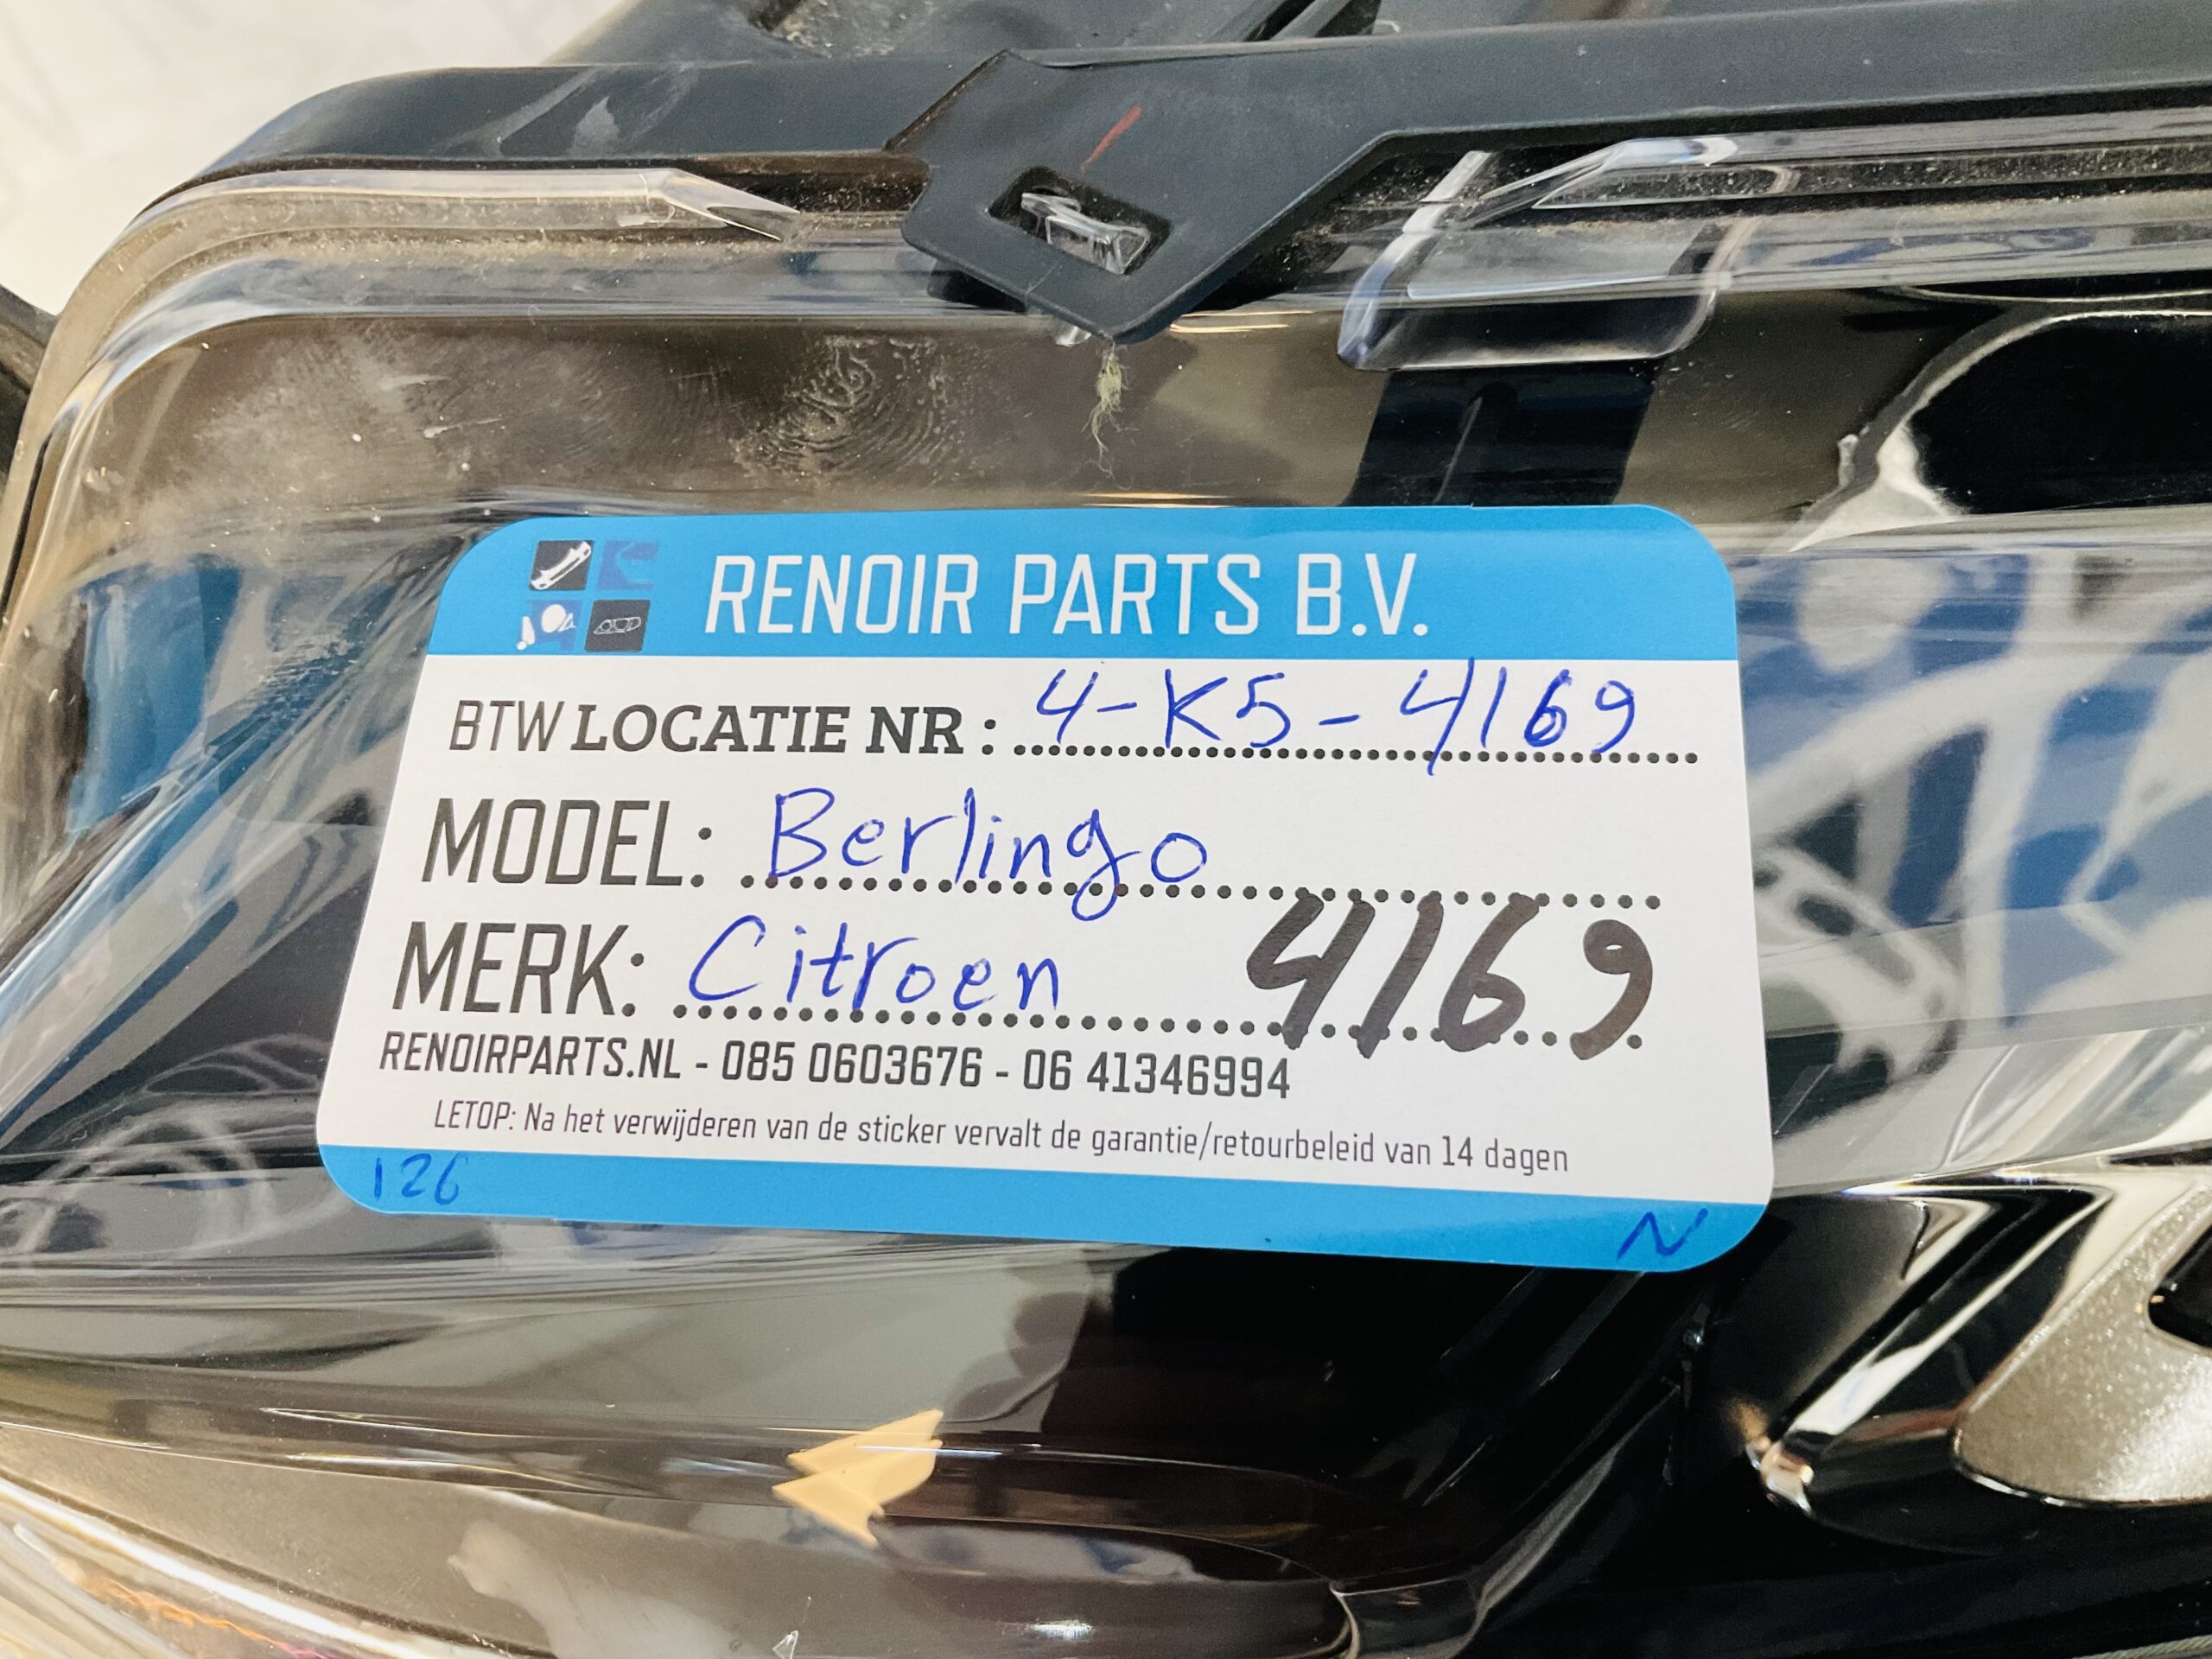 RENOIR PARTS B.V.
BTW LOCATIE NR : 4-K5-4169
MODEL: Berlingo
MERK: Citroen 4169
RENOIRPARTS.NL - 085 0603676 - 06 41346994
LETOP: Na het verwijderen van de sticker vervalt de garantie/retourbeleid van 14 dagen
126
N